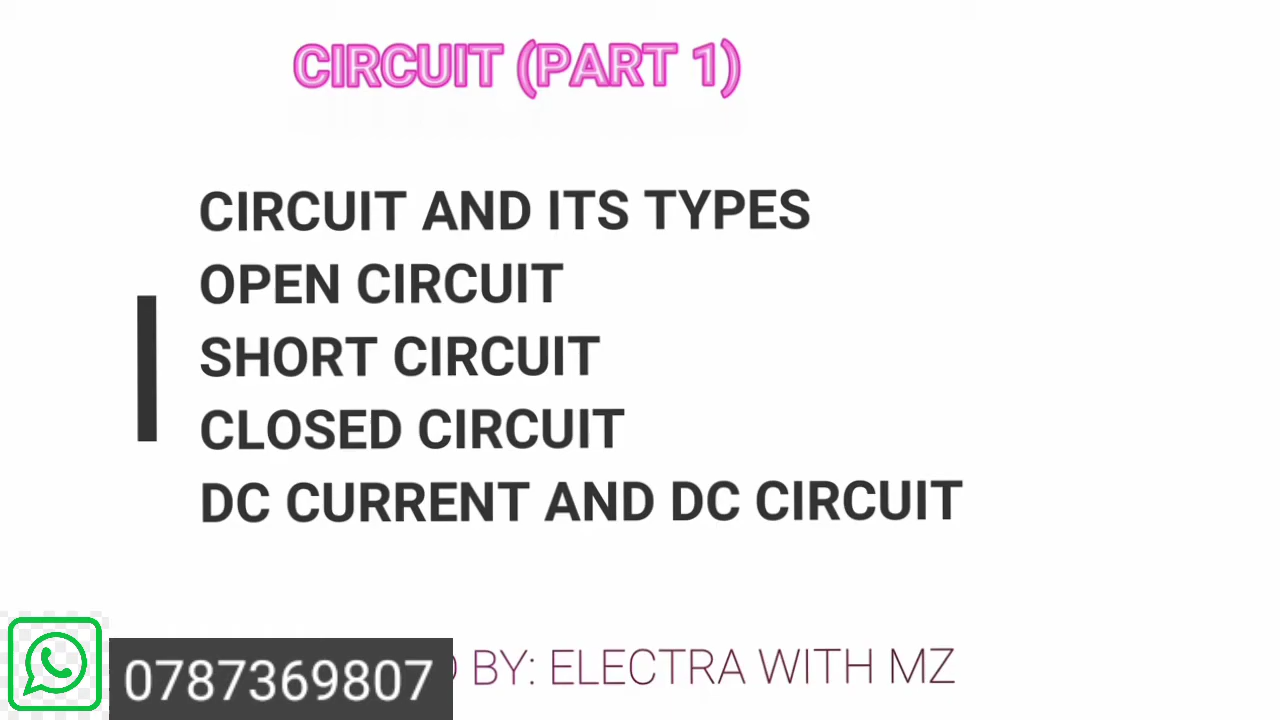 CIRCUIT (PART 1)
CIRCUIT AND ITS TYPES
OPEN CIRCUIT
SHORT CIRCUIT
CLOSED CIRCUIT
DC CURRENT AND DC CIRCUIT
BY: ELECTRA WITH MZ
0787369807